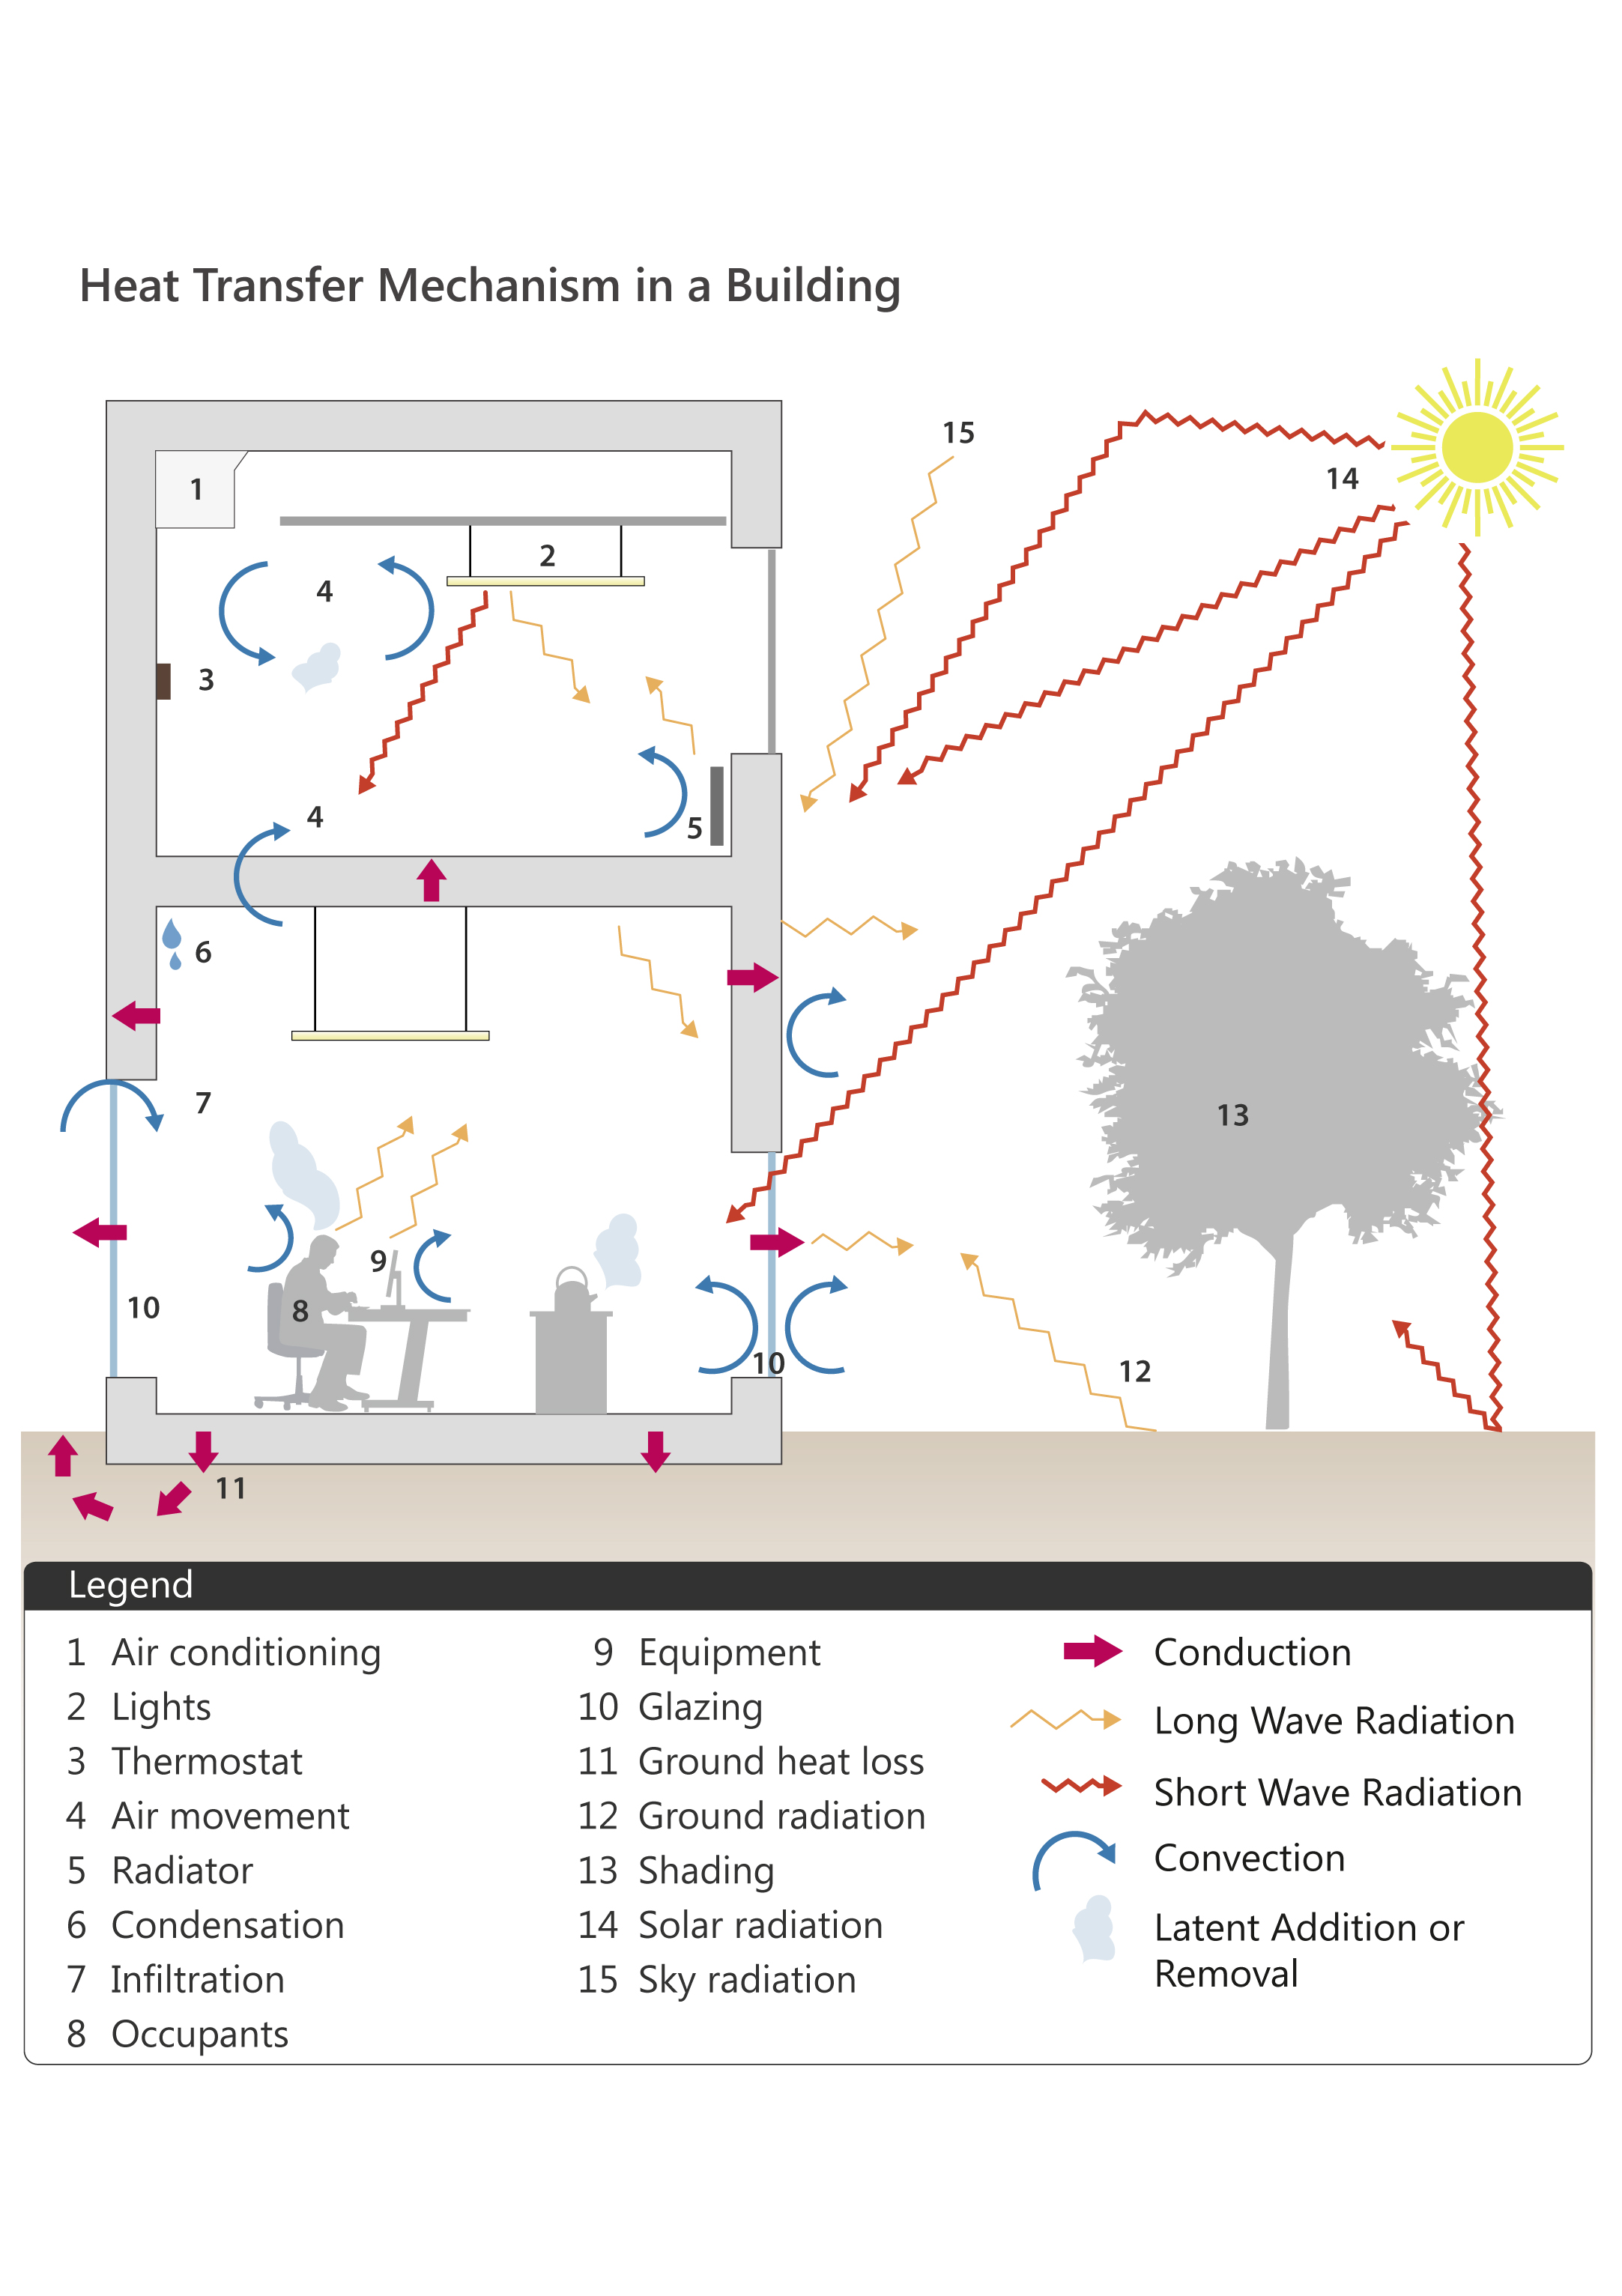 Heat Transfer Mechanism in a Building
15
14
1
2
4
3
4
5
6
7
13
9
8
10
10
12
11
Legend
1 Air conditioning
2 Lights
3 Thermostat
4 Air movement
5 Radiator
6 Condensation
7 Infiltration
8 Occupants
9 Equipment
10 Glazing
11 Ground heat loss
12 Ground radiation
13 Shading
14 Solar radiation
15 Sky radiation
Conduction
Long Wave Radiation
Short Wave Radiation
Convection
Latent Addition or
Removal